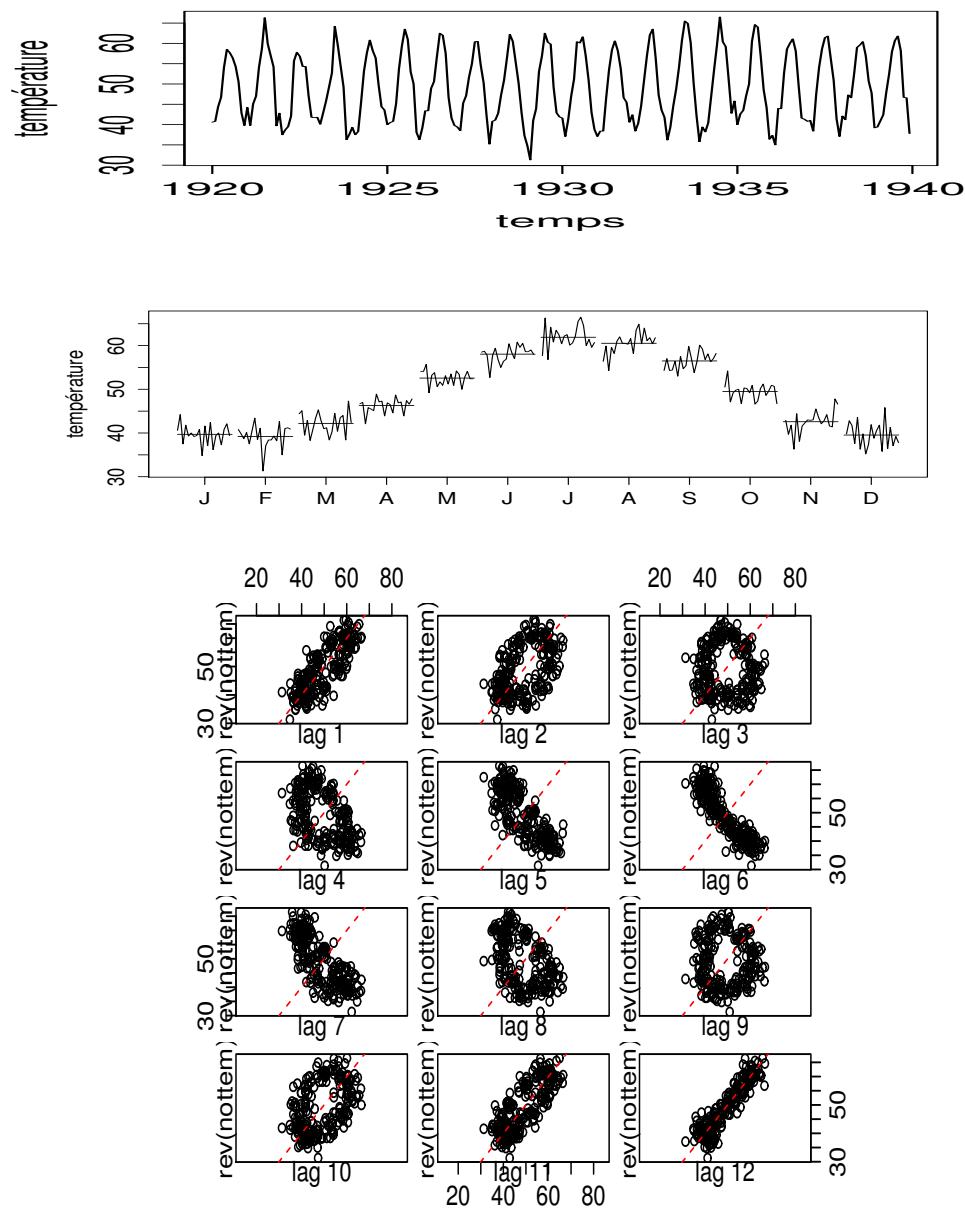 température
60
50
40
30
1920 1925 1930 1935 1940
temps
température
60
50
40
30
J F M A M J J A S O N D
20 40 60 80 20 40 60 80
rev(nottem) rev(nottem) rev(nottem)
30 50
lag 1 lag 2 lag 3
rev(nottem) rev(nottem) rev(nottem)
30 50
lag 4 lag 5 lag 6
rev(nottem) rev(nottem) rev(nottem)
30 50
lag 7 lag 8 lag 9
rev(nottem) rev(nottem) rev(nottem)
30 50
lag 10 lag 11 lag 12
20 40 60 80